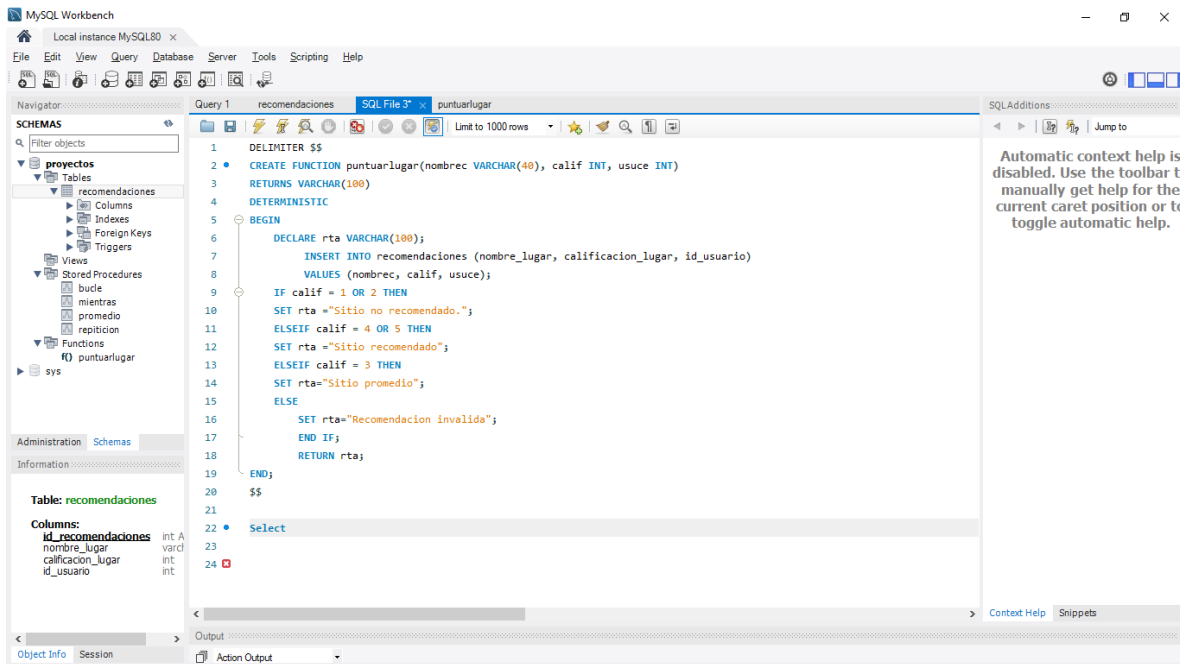 MySQL Workbench
Local instance MySQL80
File Edit View Query Database Server Tools Scripting Help
Navigator
SCHEMAS
Filter objects
proyectos
Tables
recomendaciones
Columns
Indexes
Foreign Keys
Triggers
Views
Stored Procedures
bucle
mientras
promedio
repiticion
Functions
f() puntuarlugar
sys
Administration Schemas
Information
Table: recomendaciones
Columns:
id_recomendaciones int A
nombre_lugar varch
calificacion_lugar int
id_usuario int
Object Info Session
Query 1 recomendaciones SQL File 3* puntuarlugar
Limit to 1000 rows
1 DELIMITER $$
2 CREATE FUNCTION puntuarlugar(nombrec VARCHAR(40), calif INT, usuce INT)
3 RETURNS VARCHAR(100)
4 DETERMINISTIC
5 BEGIN
6 DECLARE rta VARCHAR(100);
7 INSERT INTO recomendaciones (nombre_lugar, calificacion_lugar, id_usuario)
8 VALUES (nombrec, calif, usuce);
9 IF calif = 1 OR 2 THEN
10 SET rta ="Sitio no recomendado.";
11 ELSEIF calif = 4 OR 5 THEN
12 SET rta ="Sitio recomendado";
13 ELSEIF calif = 3 THEN
14 SET rta="Sitio promedio";
15 ELSE
16 SET rta="Recomendacion invalida";
17 END IF;
18 RETURN rta;
19 END;
20 $$
21
22 Select
23
24
Output
Action Output
SQLAdditions
Jump to
Automatic context help is
disabled. Use the toolbar t
manually get help for the
current caret position or to
toggle automatic help.
Context Help Snippets